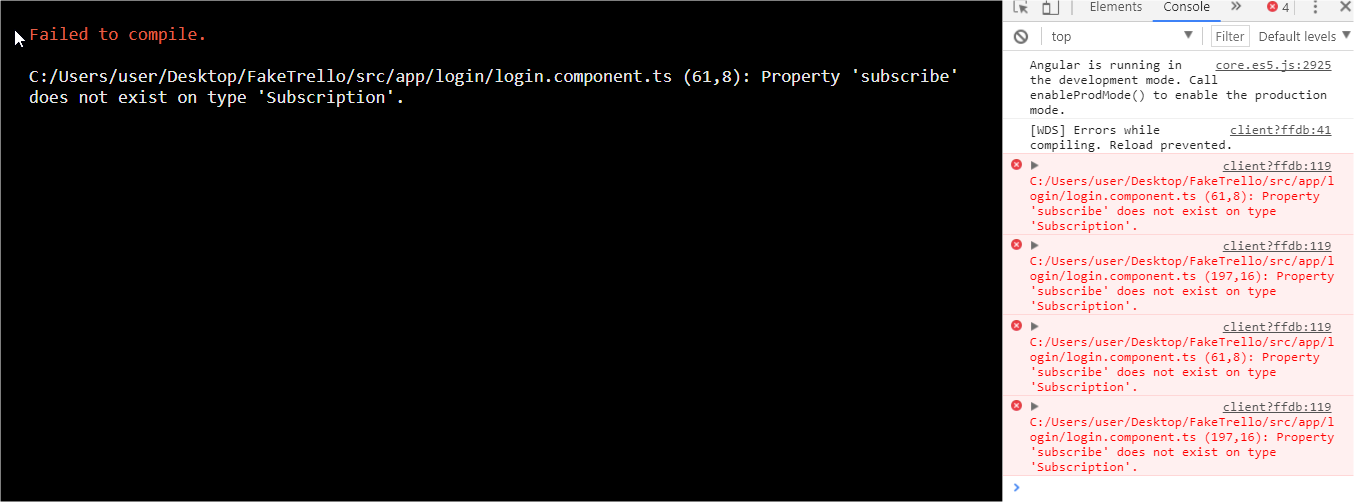 Failed to compile.
C:/Users/user/Desktop/FakeTrello/src/app/login/login.component.ts (61,8): Property 'subscribe'
does not exist on type 'Subscription'.
Elements Console » 4
top Filter Default levels
Angular is running in core.es5.js:2925
the development mode. Call
enableProdMode() to enable the production
mode.
[WDS] Errors while client?ffdb:41
compiling. Reload prevented.
client?ffdb:119
C:/Users/user/Desktop/FakeTrello/src/app/l
ogin/login.component.ts (61,8): Property
'subscribe' does not exist on type
'Subscription'.
client?ffdb:119
C:/Users/user/Desktop/FakeTrello/src/app/l
ogin/login.component.ts (197,16): Property
'subscribe' does not exist on type
'Subscription'.
client?ffdb:119
C:/Users/user/Desktop/FakeTrello/src/app/l
ogin/login.component.ts (61,8): Property
'subscribe' does not exist on type
'Subscription'.
client?ffdb:119
C:/Users/user/Desktop/FakeTrello/src/app/l
ogin/login.component.ts (197,16): Property
'subscribe' does not exist on type
'Subscription'.